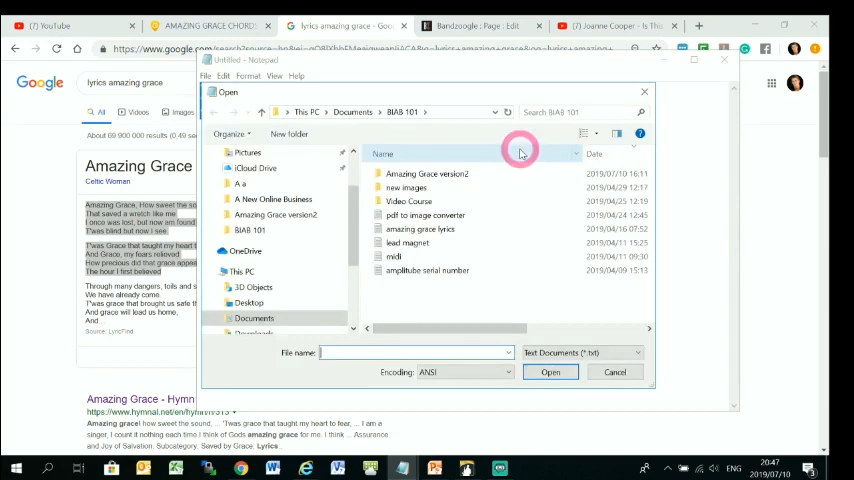 (7) YouTube
AMAZING GRACE CHORDS
lyrics amazing grace - Goo
Bandzoogle : Page : Edit
(7) Joanne Cooper - Is This
https://www.google.com
Google
lyrics amazing grace
All
Videos
Images
About 69 900 000 results (0,49 se
Amazing Grace
Celtic Woman
Amazing Grace, How sweet the so
That saved a wretch like me
I once was lost, but now am found
T'was blind but now I see
T'was Grace that taught my heart t
And Grace, my fears relieved
How precious did that grace appea
The hour I first believed
Through many dangers, toils and s
We have already come.
T'was grace that brought us safe th
And grace will lead us home,
And...
Source: LyricFind
Amazing Grace - Hymn
https://www.hymnal.net/en/hymn/h/313
Amazing grace! how sweet the sound, ... "Twas grace that taught my heart to fear, ... I am a
singer, I count it nothing each time I think of Gods amazing grace for me. I think ... Assurance
and Joy of Salvation. Subcategory: Saved by Grace. Lyrics.
Untitled - Notepad
File Edit Format View Help
Open
This PC
Documents
BIAB 101
Search BIAB 101
Organize
New folder
Pictures
iCloud Drive
A a
A New Online Business
Amazing Grace version2
BIAB 101
OneDrive
This PC
3D Objects
Desktop
Documents
Downloads
Name
Date
Amazing Grace version2
2019/07/10 16:11
new images
2019/04/29 12:17
Video Course
2019/04/25 12:19
pdf to image converter
2019/04/24 12:45
amazing grace lyrics
2019/04/16 07:52
lead magnet
2019/04/11 15:25
midi
2019/04/11 09:30
amplitube serial number
2019/04/09 15:13
File name:
Text Documents (*.txt)
Encoding:
ANSI
Open
Cancel
ENG
20:47
2019/07/10
3